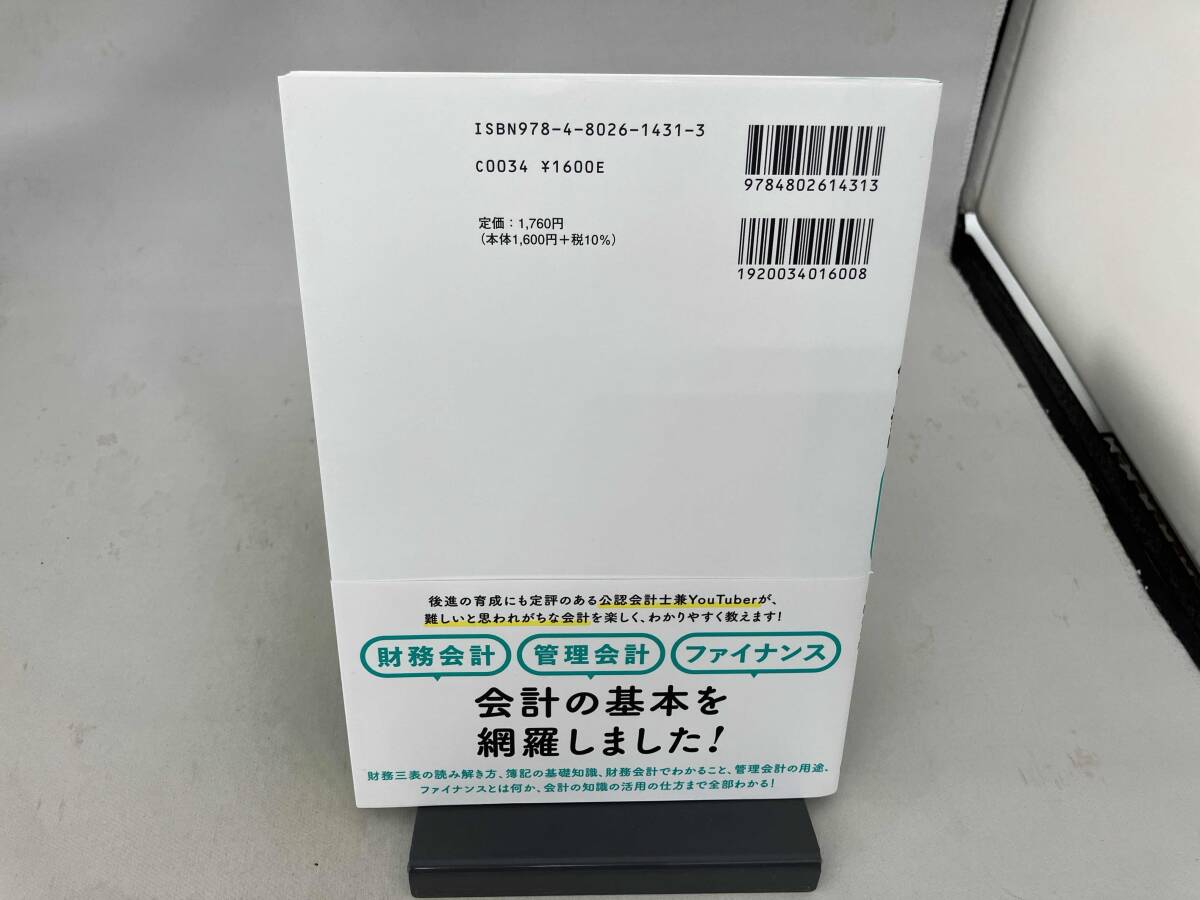 ISBN978-4-8026-1431-3
C0034 ¥1600E
9784802614313
定価：1,760円
（本体1,600円＋税10%）
1920034016008
後進の育成にも定評のある公認会計士兼YouTuberが、
難しいと思われがちな会計を楽しく、わかりやすく教えます！
財務会計 管理会計 ファイナンス
会計の基本を
網羅しました！
財務三表の読み解き方、簿記の基礎知識、財務会計でわかること、管理会計の用途、
ファイナンスとは何か、会計の知識の活用の仕方まで全部わかる！